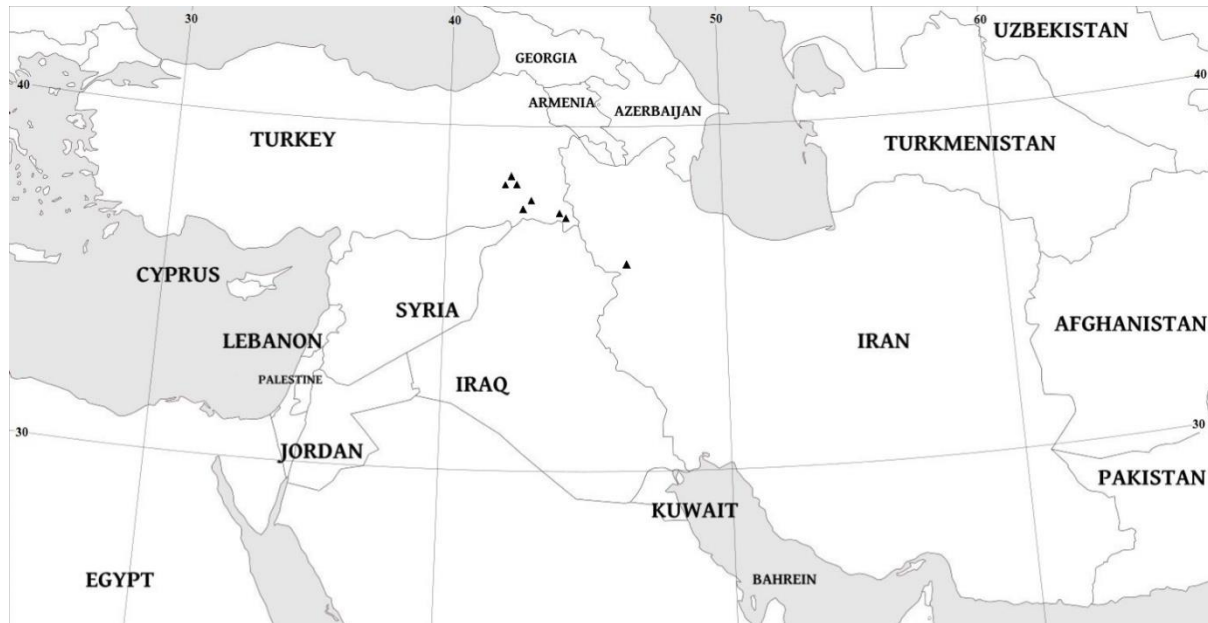 30
40
50
60
UZBEKISTAN
GEORGIA
40
40
ARMENIA
AZERBAIJAN
TURKEY
TURKMENISTAN
CYPRUS
SYRIA
AFGHANISTAN
LEBANON
IRAN
PALESTINE
IRAQ
30
30
JORDAN
PAKISTAN
KUWAIT
EGYPT
BAHREIN